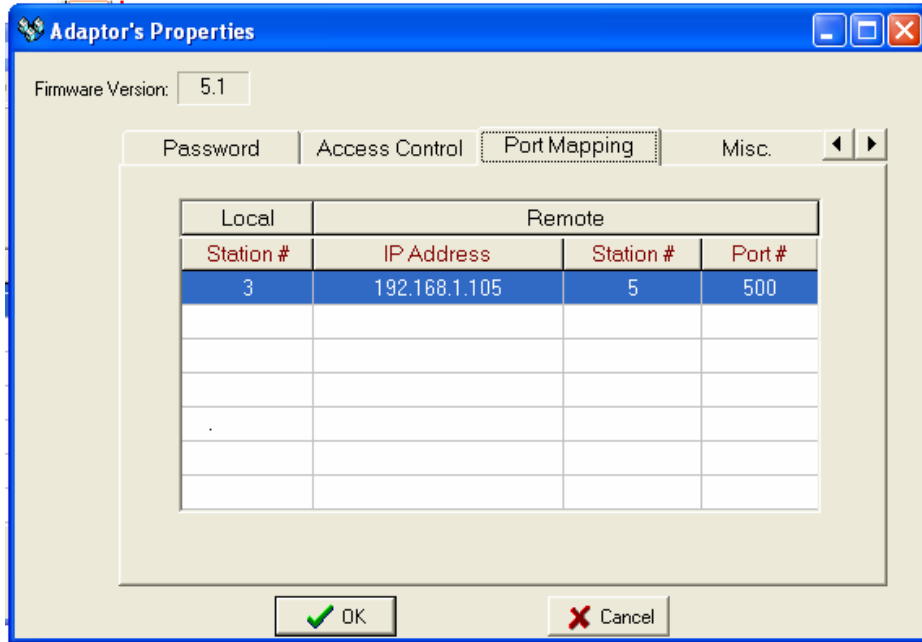 Adaptor's Properties
Firmware Version: 5.1
Password Access Control Port Mapping Misc.
Local Remote
Station # IP Address Station # Port #
3 192.168.1.105 5 500
.
OK Cancel